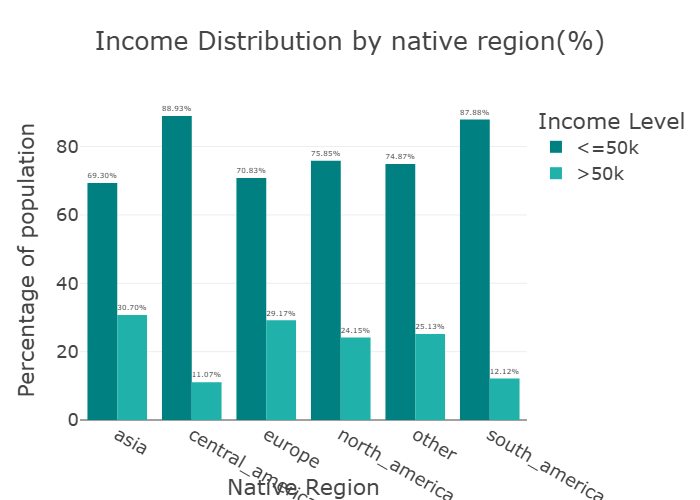 Income Distribution by native region(%)
Income Level
<=50k
>50k
Percentage of population
80
60
40
20
0
69.30%
30.70%
88.93%
11.07%
70.83%
29.17%
75.85%
24.15%
74.87%
25.13%
87.88%
12.12%
asia
central_america
europe
north_america
other
south_america
Native Region